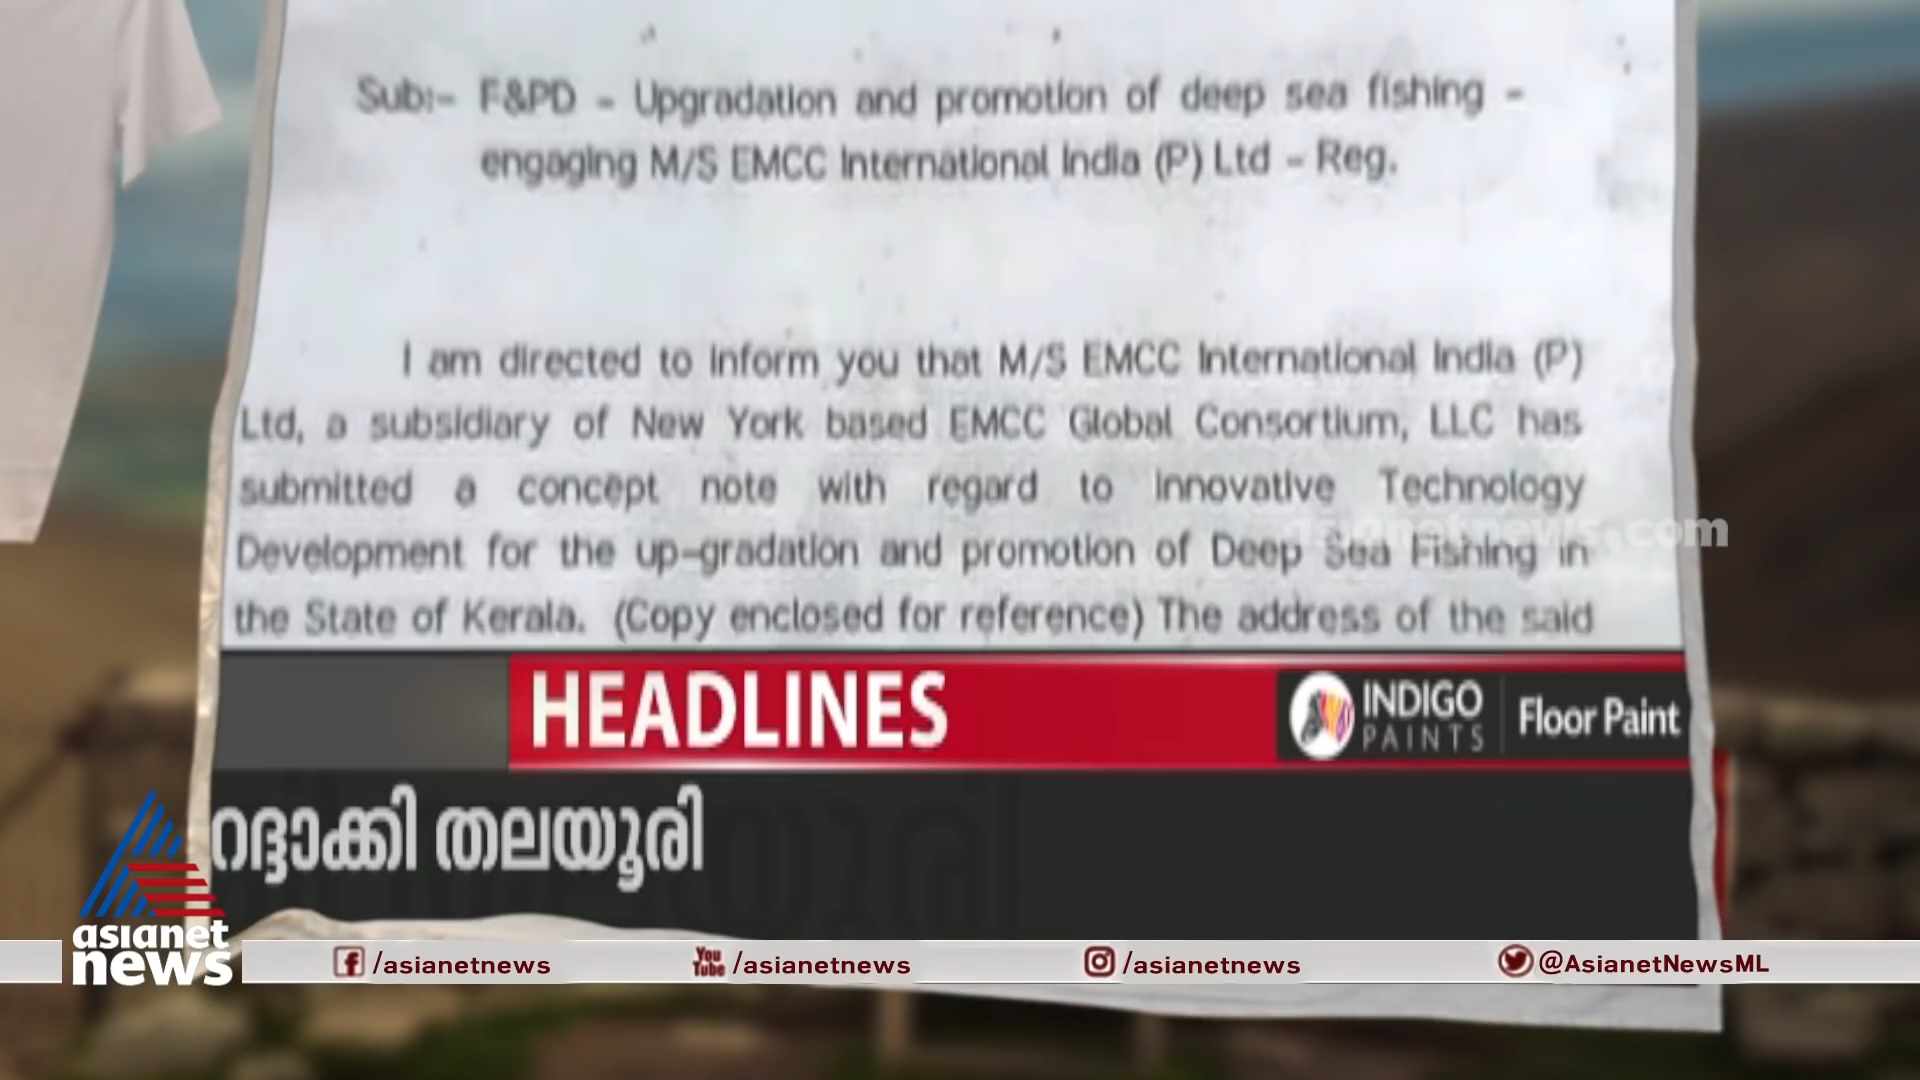 Sub:- F&PD - Upgradation and promotion of deep sea fishing -
engaging M/S EMCC International India (P) Ltd - Reg.
I am directed to inform you that M/S EMCC International India (P)
Ltd, a subsidiary of New York based EMCC Global Consortium, LLC has
submitted a concept note with regard to innovative Technology
Development for the up-gradation and promotion of Deep Sea Fishing in
the State of Kerala. (Copy enclosed for reference) The address of the said
asianetnews.com
HEADLINES
INDIGO
PAINTS
Floor Paint
റദ്ദാക്കി തലയൂരി
asianet
news
/asianetnews
You
Tube
/asianetnews
/asianetnews
@AsianetNewsML